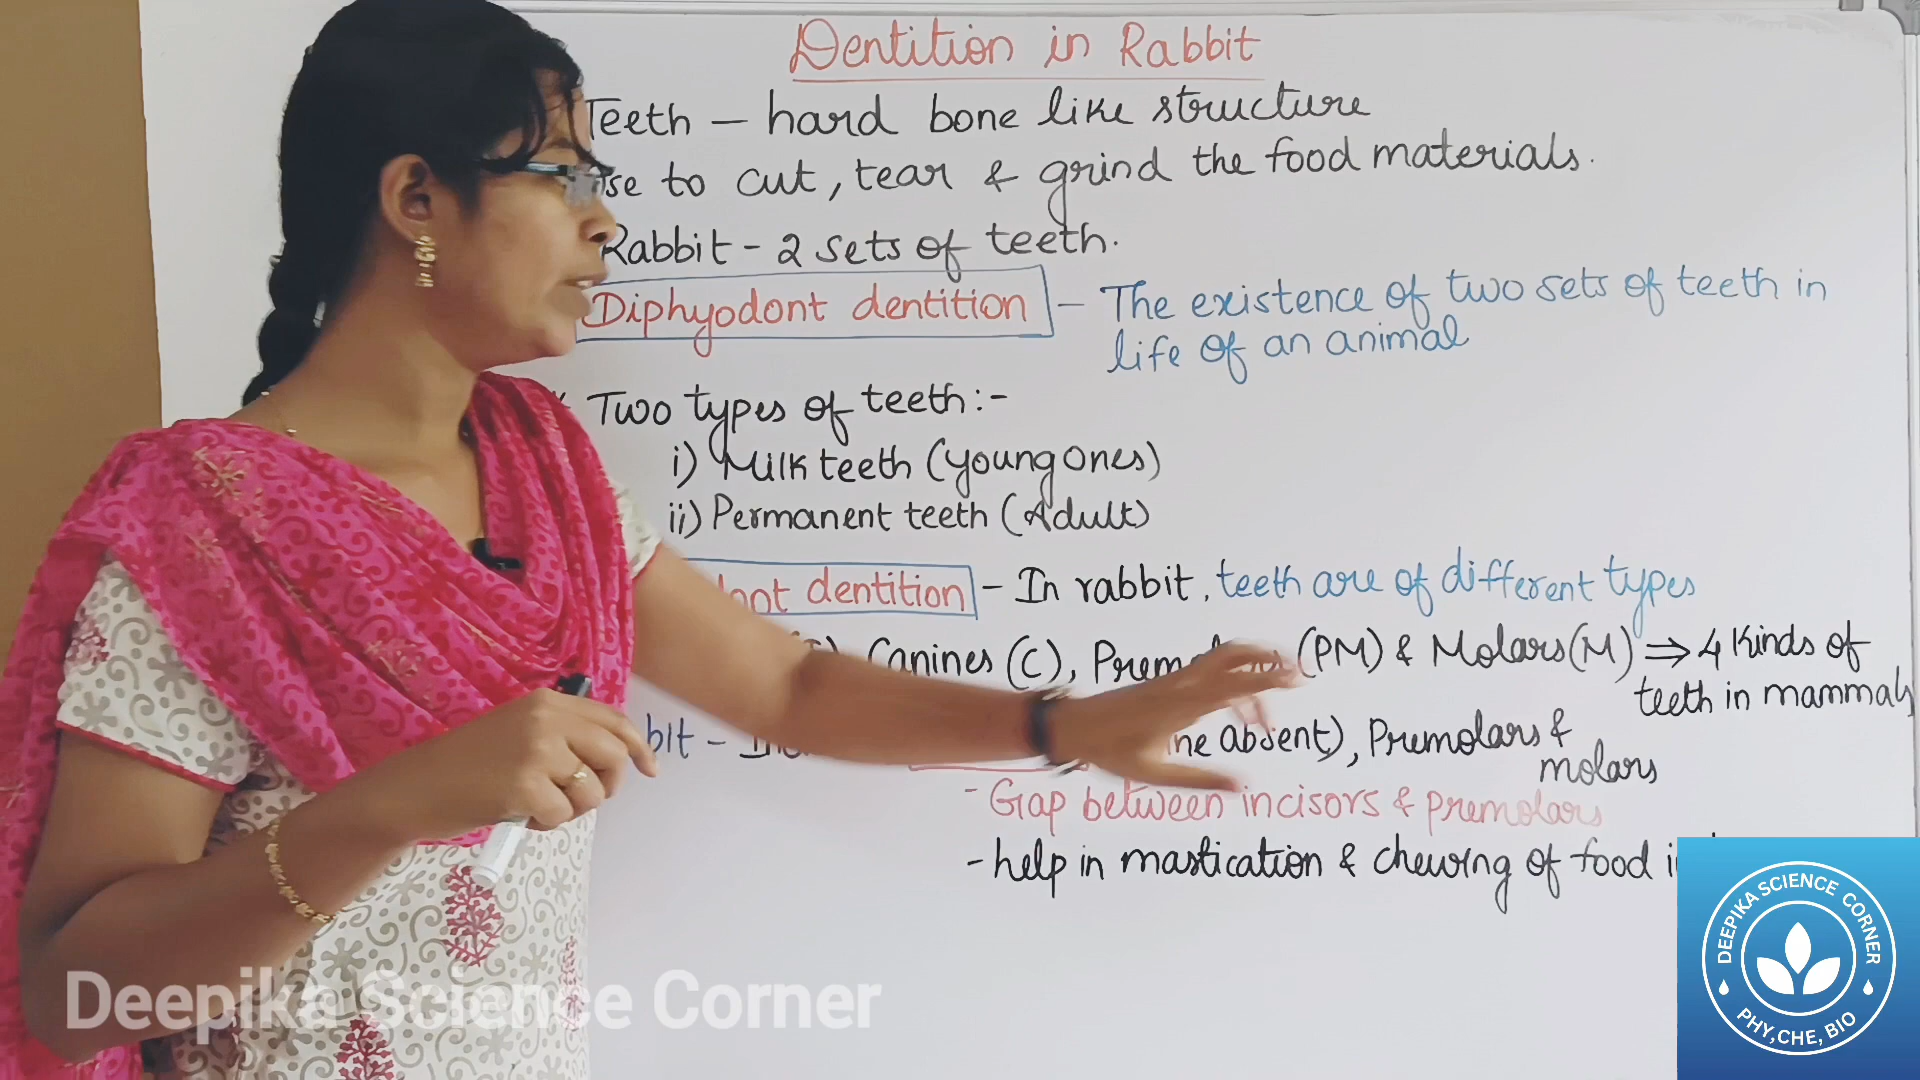 Dentition in Rabbit
Teeth – hard bone like structure
to cut, tear & grind the food materials.
Rabbit - 2 sets of teeth.
Diphyodont dentition – The existence of two sets of teeth in
life of an animal
Two types of teeth :-
i) Milk teeth (young ones)
ii) Permanent teeth (Adult)
dentition – In rabbit, teeth are of different types
Canines (C), (PM) & Molars (M) ⇒ 4 kinds of
teeth in mammals
absent), Premolars &
molars
- Gap between incisors & premolars
- help in mastication & chewing of food
Deepika Science Corner
DEEPIKA SCIENCE CORNER
PHY, CHE, BIO